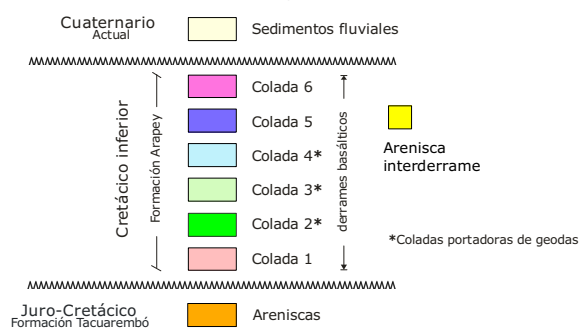 Cuaternario
Actual
Sedimentos fluviales
Cretácico inferior
Formación Arapey
Colada 6
Colada 5
Colada 4*
Colada 3*
Colada 2*
Colada 1
derrames basálticos
Arenisca
interderrame
*Coladas portadoras de geodas
Juro-Cretácico
Formación Tacuarembó
Areniscas